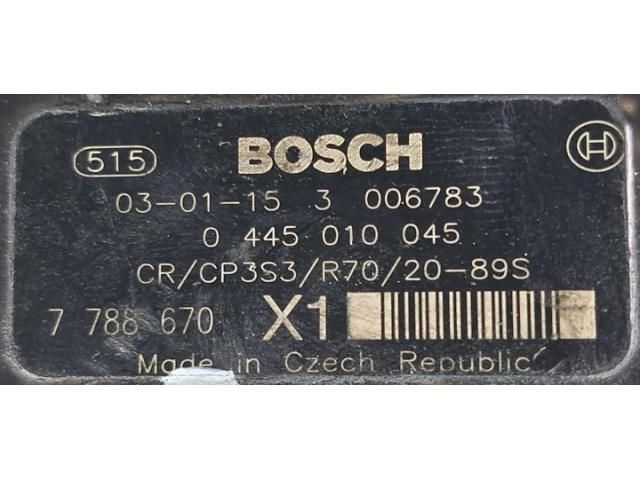 515 BOSCH
03-01-15 3 006783
0 445 010 045
CR/CP3S3/R70/20-89S
7 788 670 X1
Made in Czech Republic